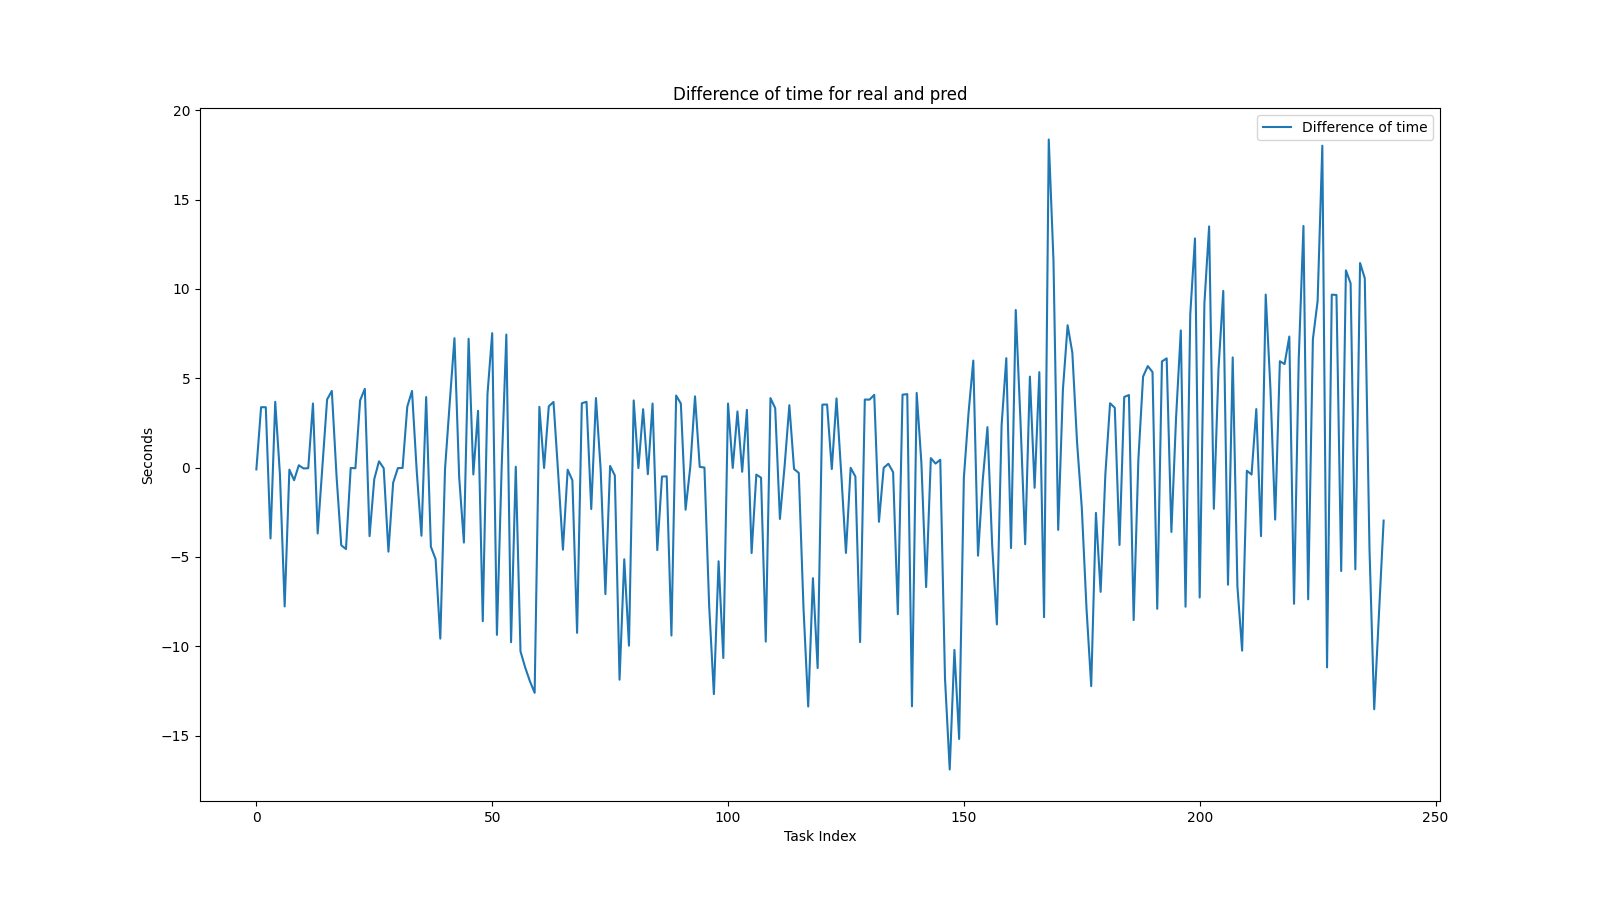 Difference of time for real and pred
Difference of time
20
15
10
5
0
−5
−10
−15
Seconds
0 50 100 150 200 250
Task Index